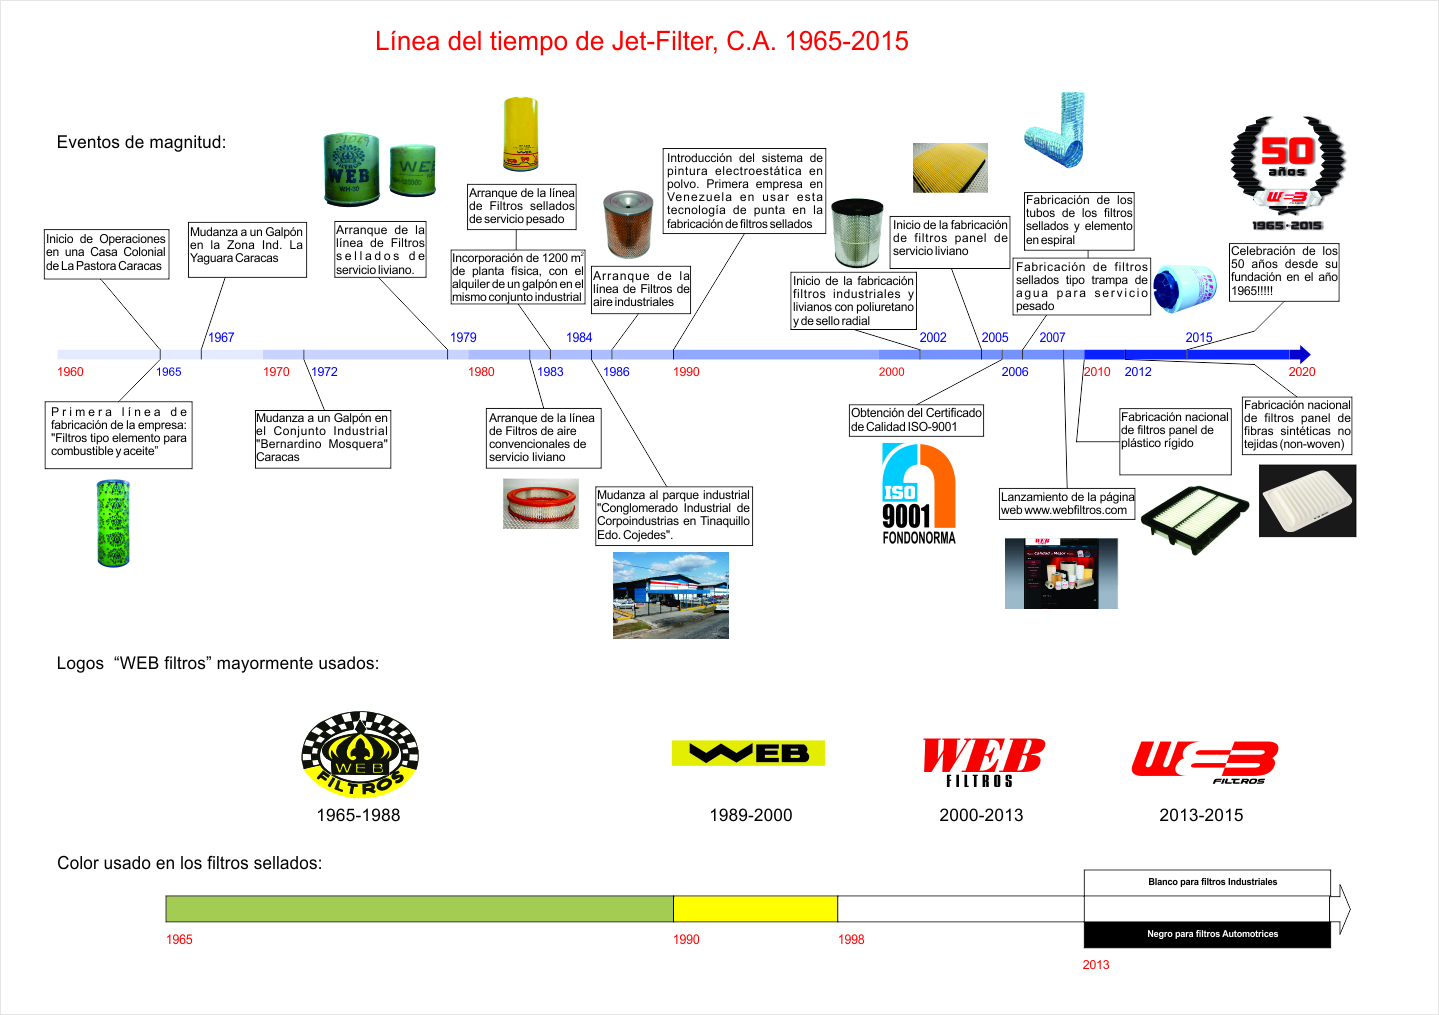 Línea del tiempo de Jet-Filter, C.A. 1965-2015
Eventos de magnitud:
Inicio de Operaciones
en una Casa Colonial
de La Pastora Caracas
Mudanza a un Galpón
en la Zona Ind. La
Yaguara Caracas
WEB
Arranque de la
línea de Filtros
sellados de
servicio liviano.
Arranque de la línea
de Filtros sellados
de servicio pesado
Incorporación de 1200 m2
de planta física, con el
alquiler de un galpón en el
mismo conjunto industrial
Arranque de la
línea de Filtros de
aire industriales
Introducción del sistema de
pintura electroestática en
polvo. Primera empresa en
Venezuela en usar esta
tecnología de punta en la
fabricación de filtros sellados
Inicio de la fabricación
filtros industriales y
livianos con poliuretano
y de sello radial
Inicio de la fabricación
de filtros panel de
servicio liviano
Fabricación de los
tubos de los filtros
sellados y elemento
en espiral
Fabricación de filtros
sellados tipo trampa de
agua para servicio
pesado
50
años
WEB
1965-2015
Celebración de los
50 años desde su
fundación en el año
1965!!!!!
1967
1979
1984
2002
2005
2007
2015
1960
1965
1970
1972
1980
1983
1986
1990
2000
2006
2010
2012
2020
Primera línea de
fabricación de la empresa:
"Filtros tipo elemento para
combustible y aceite”
Mudanza a un Galpón en
el Conjunto Industrial
"Bernardino Mosquera"
Caracas
Arranque de la línea
de Filtros de aire
convencionales de
servicio liviano
Mudanza al parque industrial
"Conglomerado Industrial de
Corpoindustrias en Tinaquillo
Edo. Cojedes".
Obtención del Certificado
de Calidad ISO-9001
ISO
9001
FONDONORMA
Lanzamiento de la página
web www.webfiltros.com
Fabricación nacional
de filtros panel de
plástico rígido
Fabricación nacional
de filtros panel de
fibras sintéticas no
tejidas (non-woven)
Logos “WEB filtros” mayormente usados:
WEB
FILTROS
1965-1988
WEB
1989-2000
WEB
FILTROS
2000-2013
WEB
FILTROS
2013-2015
Color usado en los filtros sellados:
Blanco para filtros Industriales
Negro para filtros Automotrices
1965
1990
1998
2013